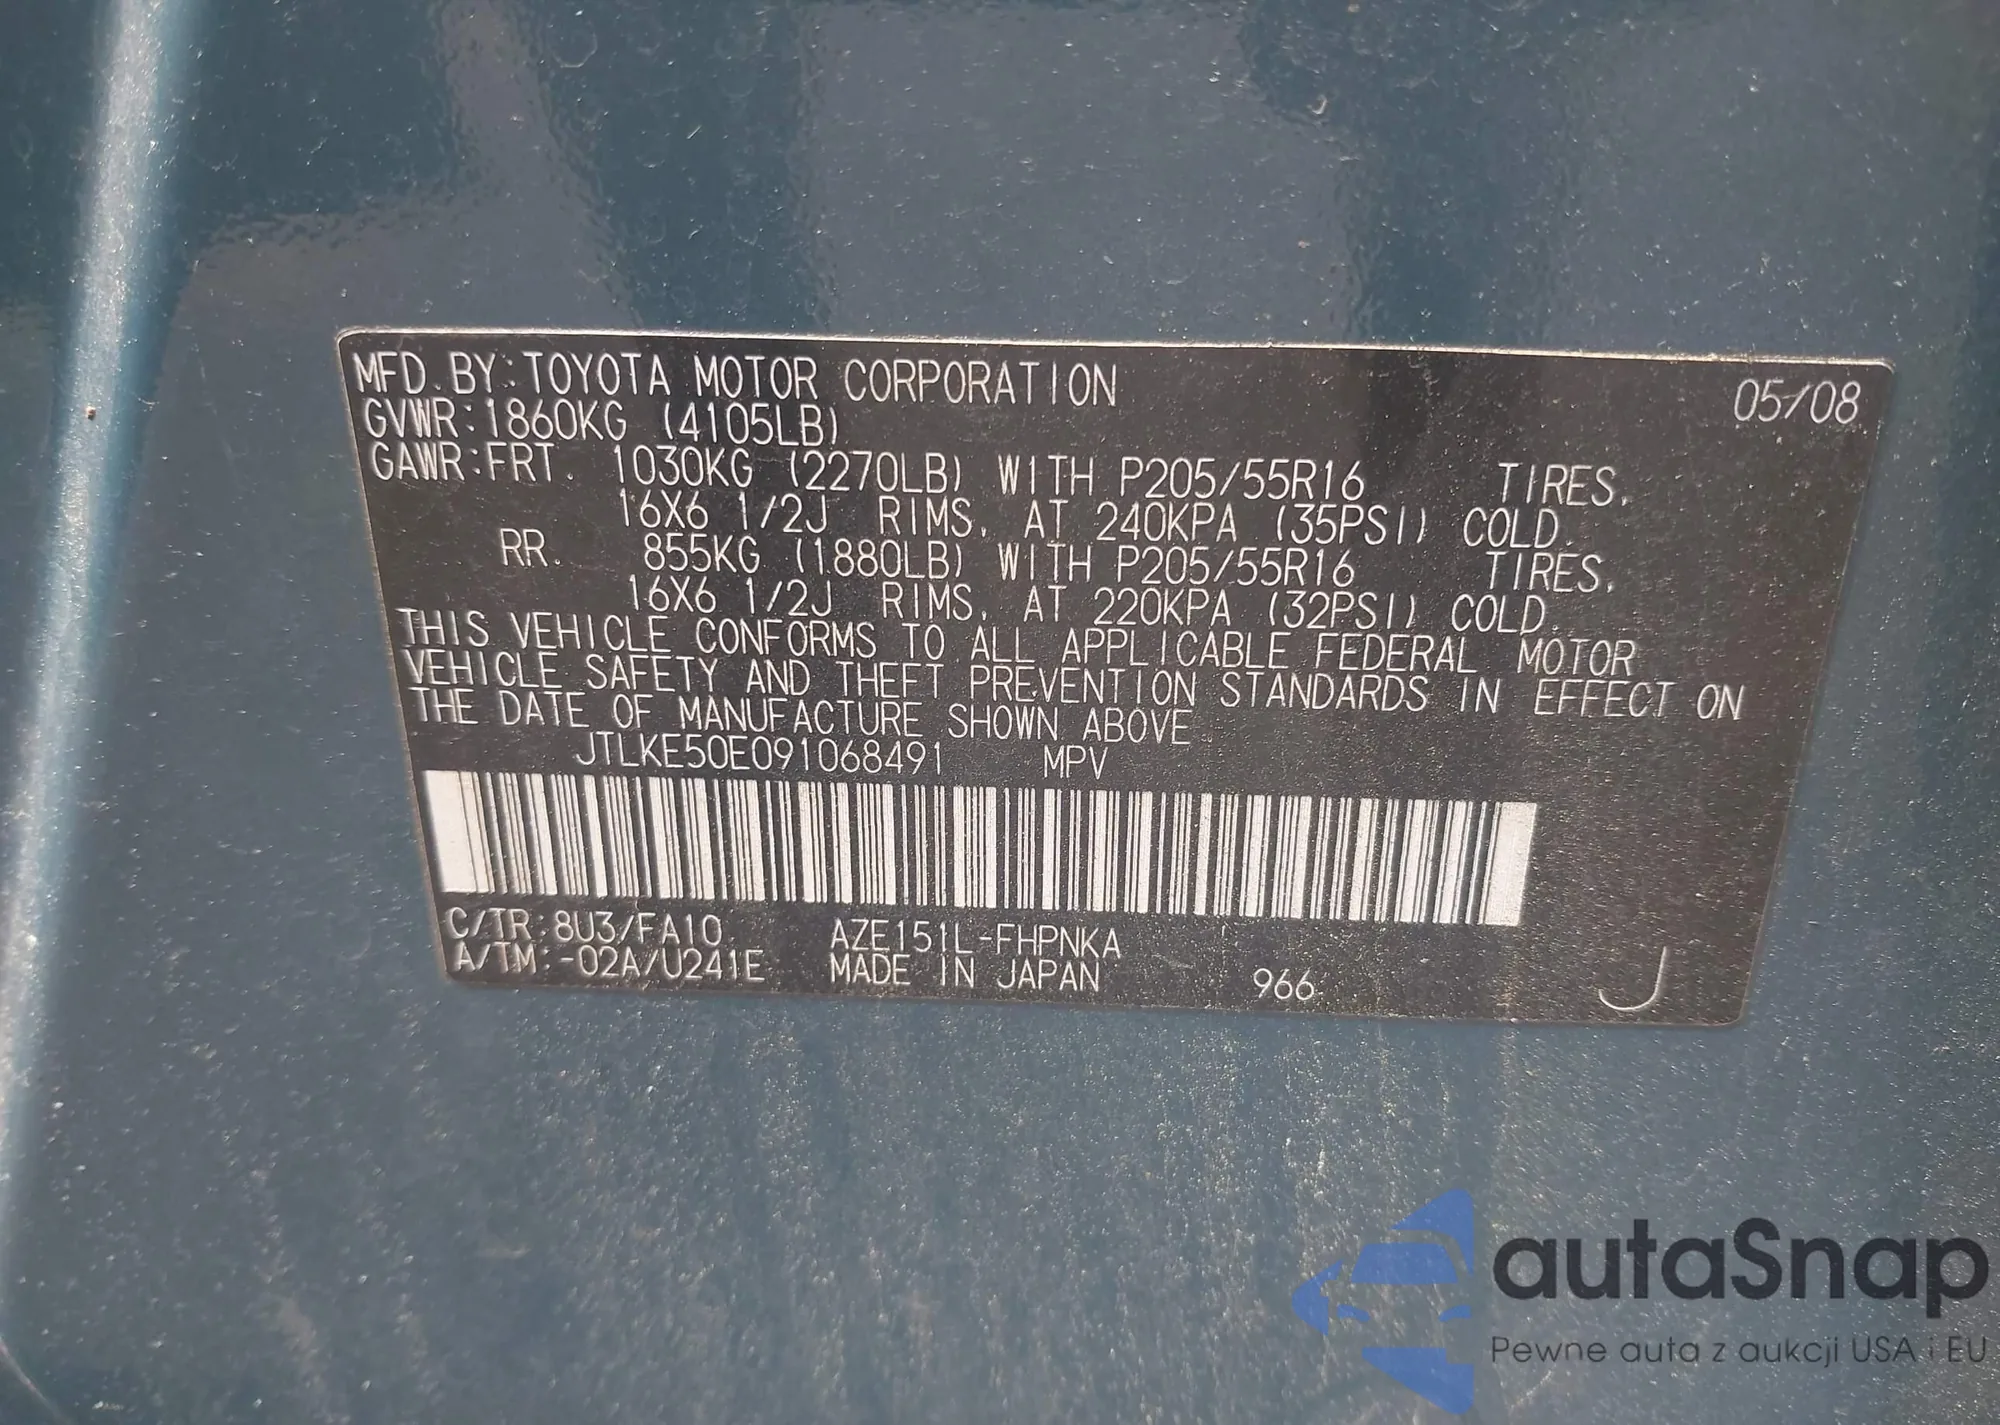 MFD. BY: TOYOTA MOTOR CORPORATION 05/08
GVWR: 1860KG (4105LB)
GAWR: FRT. 1030KG (2270LB) WITH P205/55R16 TIRES,
16X6 1/2J RIMS, AT 240KPA (35PSI) COLD.
RR. 855KG (1880LB) WITH P205/55R16 TIRES,
16X6 1/2J RIMS, AT 220KPA (32PSI) COLD.
THIS VEHICLE CONFORMS TO ALL APPLICABLE FEDERAL MOTOR
VEHICLE SAFETY AND THEFT PREVENTION STANDARDS IN EFFECT ON
THE DATE OF MANUFACTURE SHOWN ABOVE
JTLKE50E091068491 MPV
C/TR: 8U3/FA10 AZE151L-FHPNKA
A/TM: -02A/U241E MADE IN JAPAN 966 J
autaSnap
Pewne auta z aukcji USA i EU